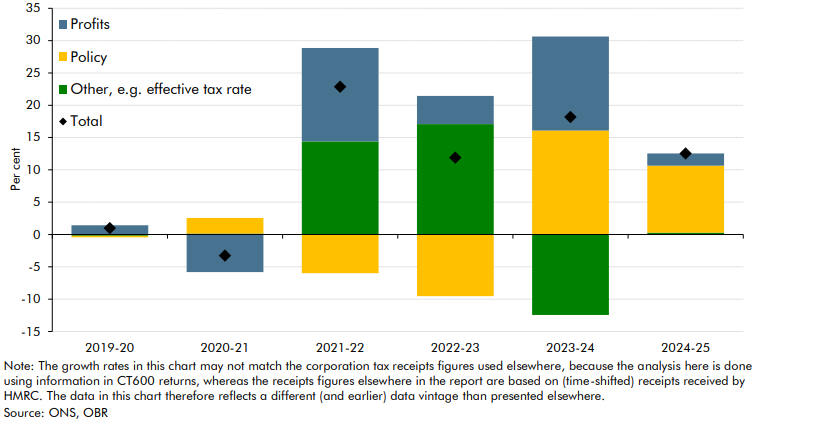 35
30
25
20
15
10
5
0
-5
-10
-15
Per cent
Profits
Policy
Other, e.g. effective tax rate
Total
2019-20 2020-21 2021-22 2022-23 2023-24 2024-25
Note: The growth rates in this chart may not match the corporation tax receipts figures used elsewhere, because the analysis here is done
using information in CT600 returns, whereas the receipts figures elsewhere in the report are based on (time-shifted) receipts received by
HMRC. The data in this chart therefore reflects a different (and earlier) data vintage than presented elsewhere.
Source: ONS, OBR